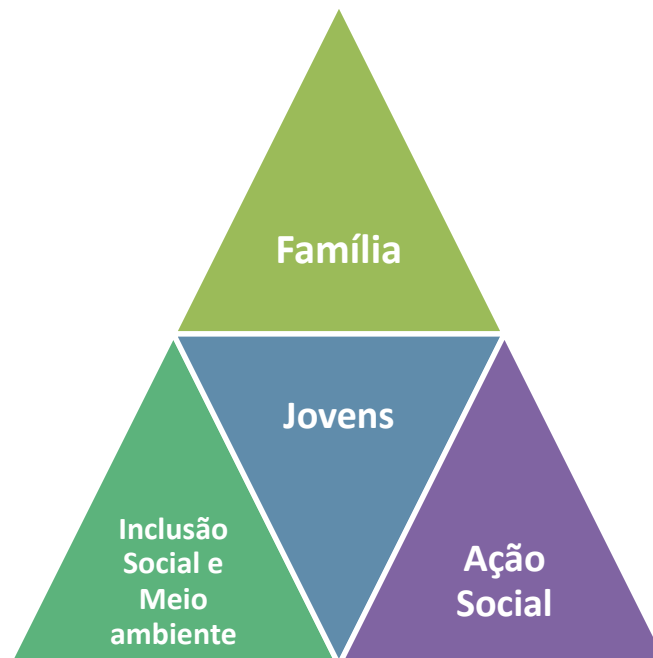 Família
Jovens
Inclusão
Social e
Meio
ambiente
Ação
Social